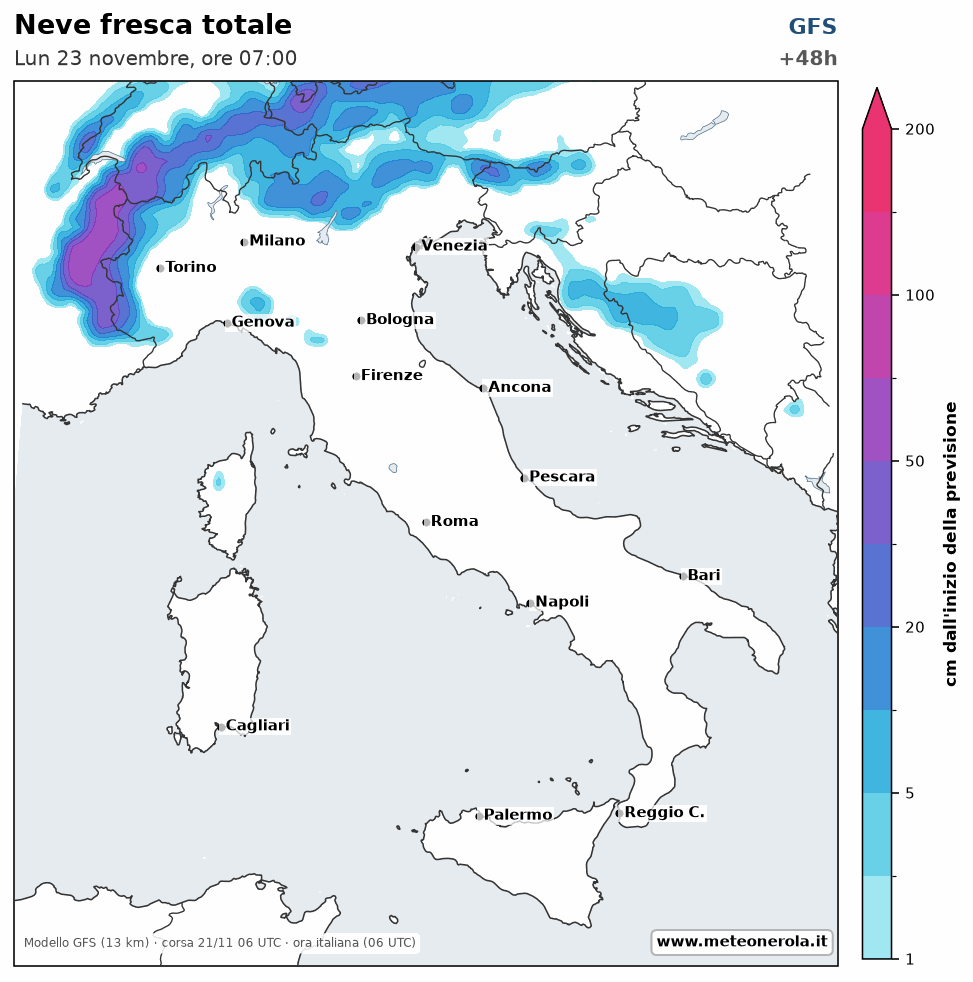 Neve fresca totale
GFS
Lun 23 novembre, ore 07:00
+48h
Milano
Venezia
Torino
Genova
Bologna
Firenze
Ancona
Pescara
Roma
Bari
Napoli
Cagliari
Palermo
Reggio C.
200
100
50
20
5
1
cm dall'inizio della previsione
Modello GFS (13 km) · corsa 21/11 06 UTC · ora italiana (06 UTC)
www.meteonerola.it